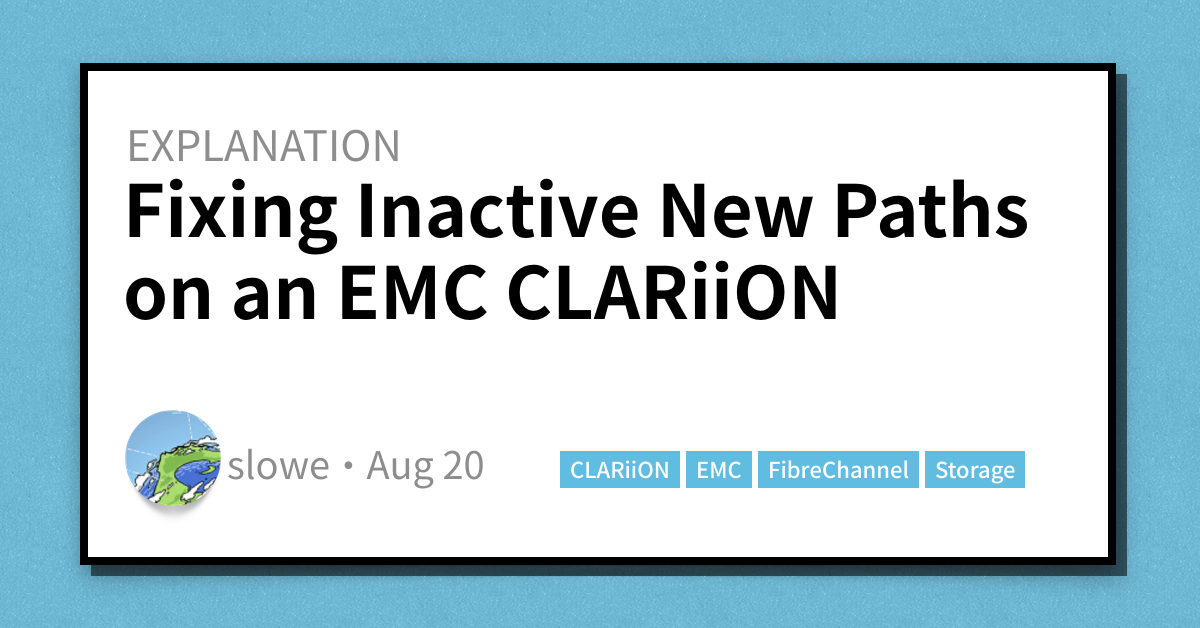 EXPLANATION
Fixing Inactive New Paths
on an EMC CLARiiON
slowe • Aug 20
CLARiiON EMC FibreChannel Storage